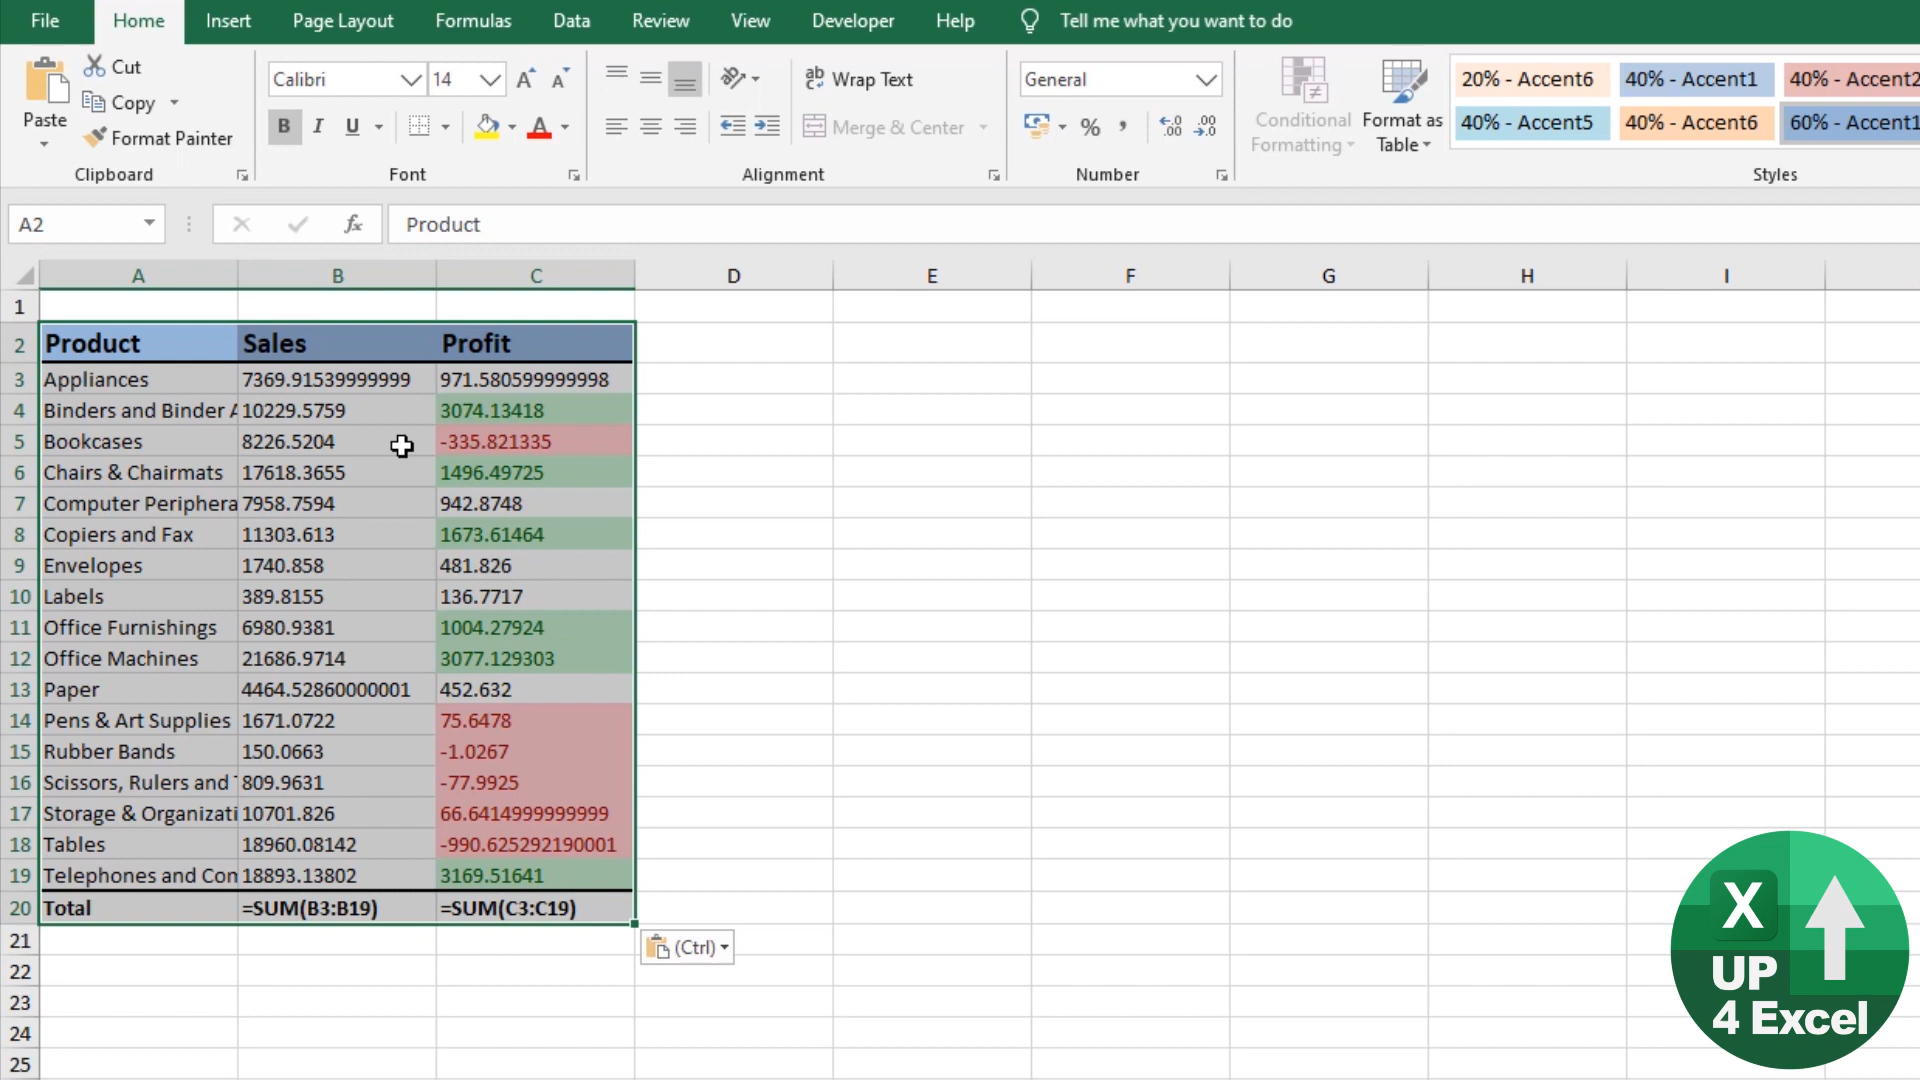 File Home Insert Page Layout Formulas Data Review View Developer Help Tell me what you want to do
Cut
Copy
Format Painter
Paste
Clipboard
Calibri 14 A A
B I U A
Font
ab Wrap Text
Merge & Center
Alignment
General
% ,
Number
Conditional Formatting
Format as Table
20% - Accent6 40% - Accent1 40% - Accent2
40% - Accent5 40% - Accent6 60% - Accent1
Styles
A2 fx Product
A B C D E F G H I
1
2 Product Sales Profit
3 Appliances 7369.91539999999 971.580599999998
4 Binders and Binder A 10229.5759 3074.13418
5 Bookcases 8226.5204 -335.821335
6 Chairs & Chairmats 17618.3655 1496.49725
7 Computer Periphera 7958.7594 942.8748
8 Copiers and Fax 11303.613 1673.61464
9 Envelopes 1740.858 481.826
10 Labels 389.8155 136.7717
11 Office Furnishings 6980.9381 1004.27924
12 Office Machines 21686.9714 3077.129303
13 Paper 4464.52860000001 452.632
14 Pens & Art Supplies 1671.0722 75.6478
15 Rubber Bands 150.0663 -1.0267
16 Scissors, Rulers and 809.9631 -77.9925
17 Storage & Organizati 10701.826 66.6414999999999
18 Tables 18960.08142 -990.625292190001
19 Telephones and Com 18893.13802 3169.51641
20 Total =SUM(B3:B19) =SUM(C3:C19)
21 (Ctrl)
22
23
24
25
X
UP
4 Excel